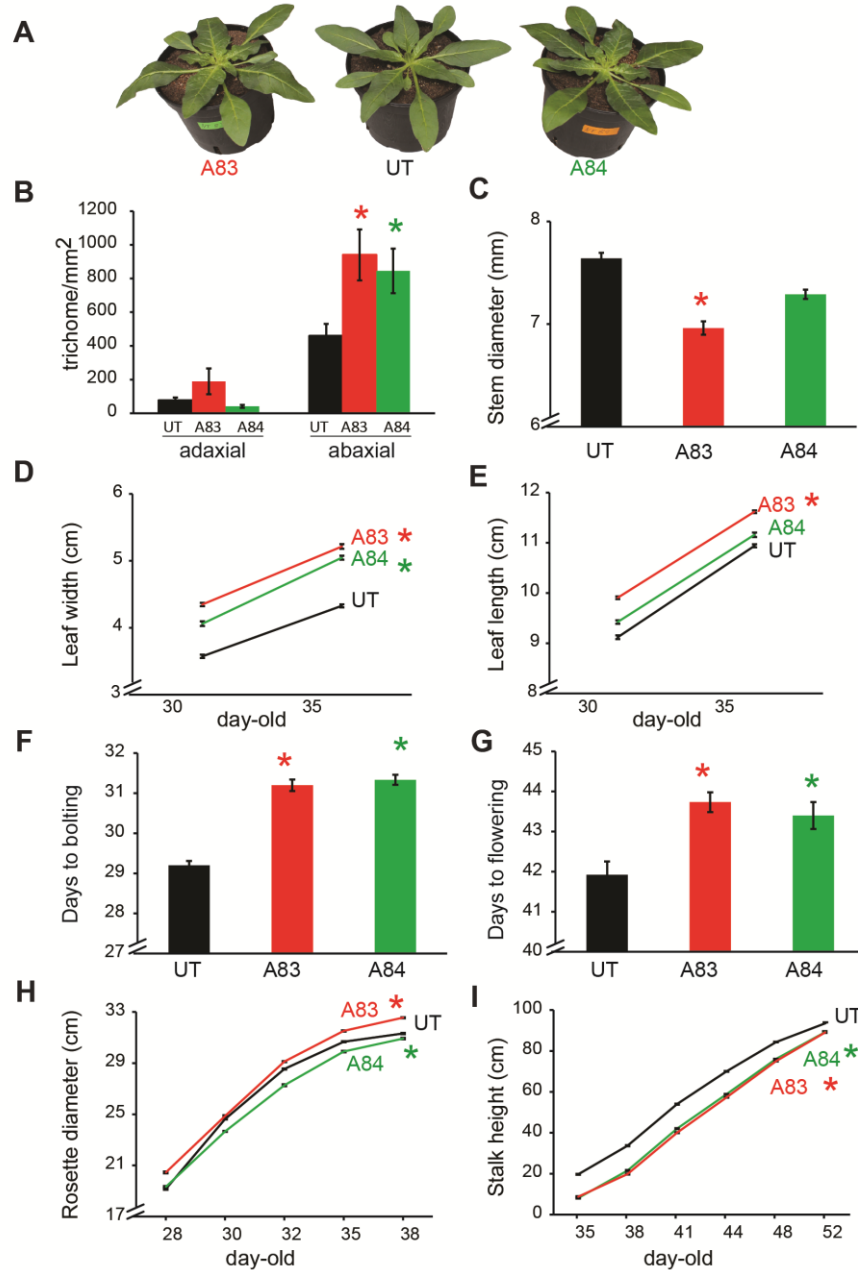 A
A83
UT
A84
B
trichome/mm2
1200
1000
800
600
400
200
0
*
*
UT A83 A84
UT A83 A84
adaxial
abaxial
C
Stem diameter (mm)
8
7
6
*
UT
A83
A84
D
Leaf width (cm)
6
5
4
3
A83 *
A84 *
UT
30
35
day-old
E
Leaf length (cm)
12
11
10
9
8
A83 *
A84
UT
30
35
day-old
F
Days to bolting
32
31
30
29
28
27
*
*
UT
A83
A84
G
Days to flowering
45
44
43
42
41
40
*
*
UT
A83
A84
H
Rosette diameter (cm)
33
29
25
21
17
A83 *
UT
A84 *
28
30
32
35
38
day-old
I
Stalk height (cm)
100
80
60
40
20
0
UT
A84 *
A83 *
35
38
41
44
48
52
day-old